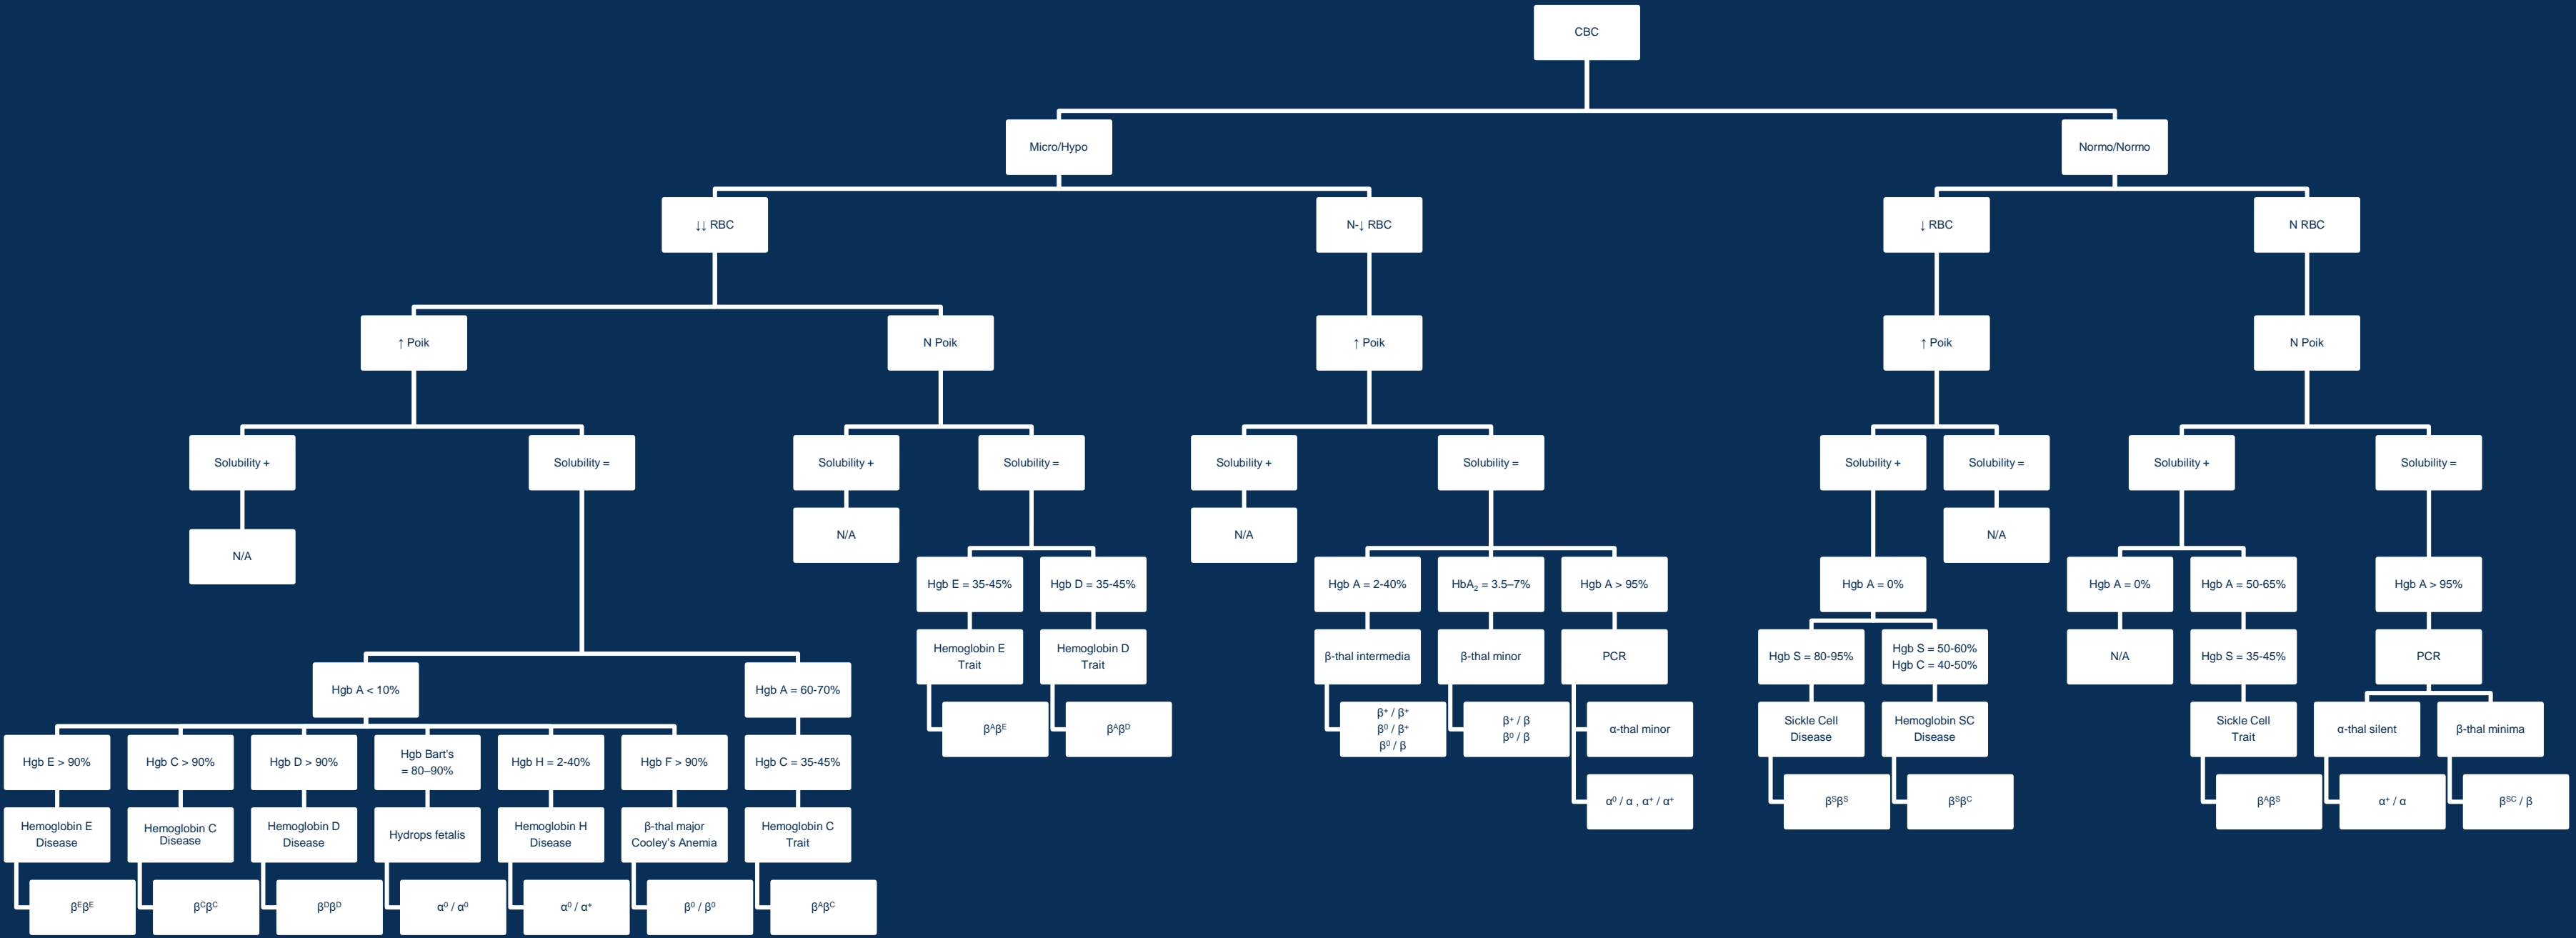 CBC
Micro/Hypo
Normo/Normo
↓↓ RBC
N-↓ RBC
↓ RBC
N RBC
↑ Poik
N Poik
↑ Poik
↑ Poik
N Poik
Solubility +
Solubility =
Solubility +
Solubility =
Solubility +
Solubility =
Solubility +
Solubility =
Solubility +
Solubility =
N/A
N/A
N/A
N/A
Hgb E = 35-45%
Hgb D = 35-45%
Hgb A = 2-40%
HbA₂ = 3.5–7%
Hgb A > 95%
Hgb A = 0%
Hgb A = 0%
Hgb A = 50-65%
Hgb A > 95%
Hemoglobin E
Trait
Hemoglobin D
Trait
β-thal intermedia
β-thal minor
PCR
Hgb S = 80-95%
Hgb S = 50-60%
Hgb C = 40-50%
N/A
Hgb S = 35-45%
PCR
Hgb A < 10%
Hgb A = 60-70%
βᴬβᴱ
βᴬβᴰ
β⁺ / β⁺
β⁰ / β⁺
β⁰ / β
β⁺ / β
β⁰ / β
α-thal minor
Sickle Cell
Disease
Hemoglobin SC
Disease
Sickle Cell
Trait
α-thal silent
β-thal minima
Hgb E > 90%
Hgb C > 90%
Hgb D > 90%
Hgb Bart's
= 80–90%
Hgb H = 2-40%
Hgb F > 90%
Hgb C = 35-45%
α⁰ / α , α⁺ / α⁺
βˢβˢ
βˢβᶜ
βᴬβˢ
α⁺ / α
βˢᶜ / β
Hemoglobin E
Disease
Hemoglobin C
Disease
Hemoglobin D
Disease
Hydrops fetalis
Hemoglobin H
Disease
β-thal major
Cooley's Anemia
Hemoglobin C
Trait
βᴱβᴱ
βᶜβᶜ
βᴰβᴰ
α⁰ / α⁰
α⁰ / α⁺
β⁰ / β⁰
βᴬβᶜ